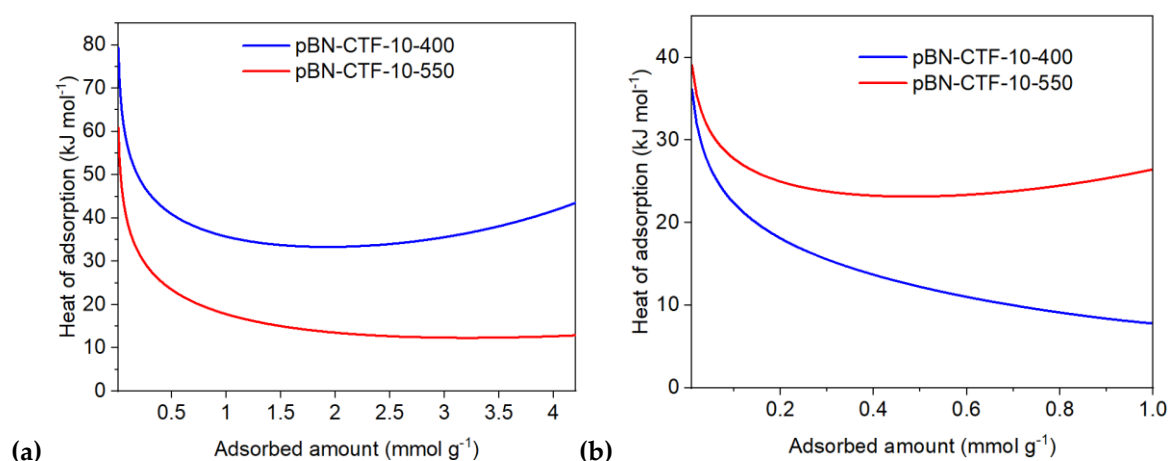 80
70
60
50
40
30
20
10
0
Heat of adsorption (kJ mol⁻¹)
pBN-CTF-10-400
pBN-CTF-10-550
0.5 1 1.5 2 2.5 3 3.5 4
Adsorbed amount (mmol g⁻¹)
(a)
40
30
20
10
0
Heat of adsorption (kJ mol⁻¹)
pBN-CTF-10-400
pBN-CTF-10-550
0.2 0.4 0.6 0.8 1.0
Adsorbed amount (mmol g⁻¹)
(b)